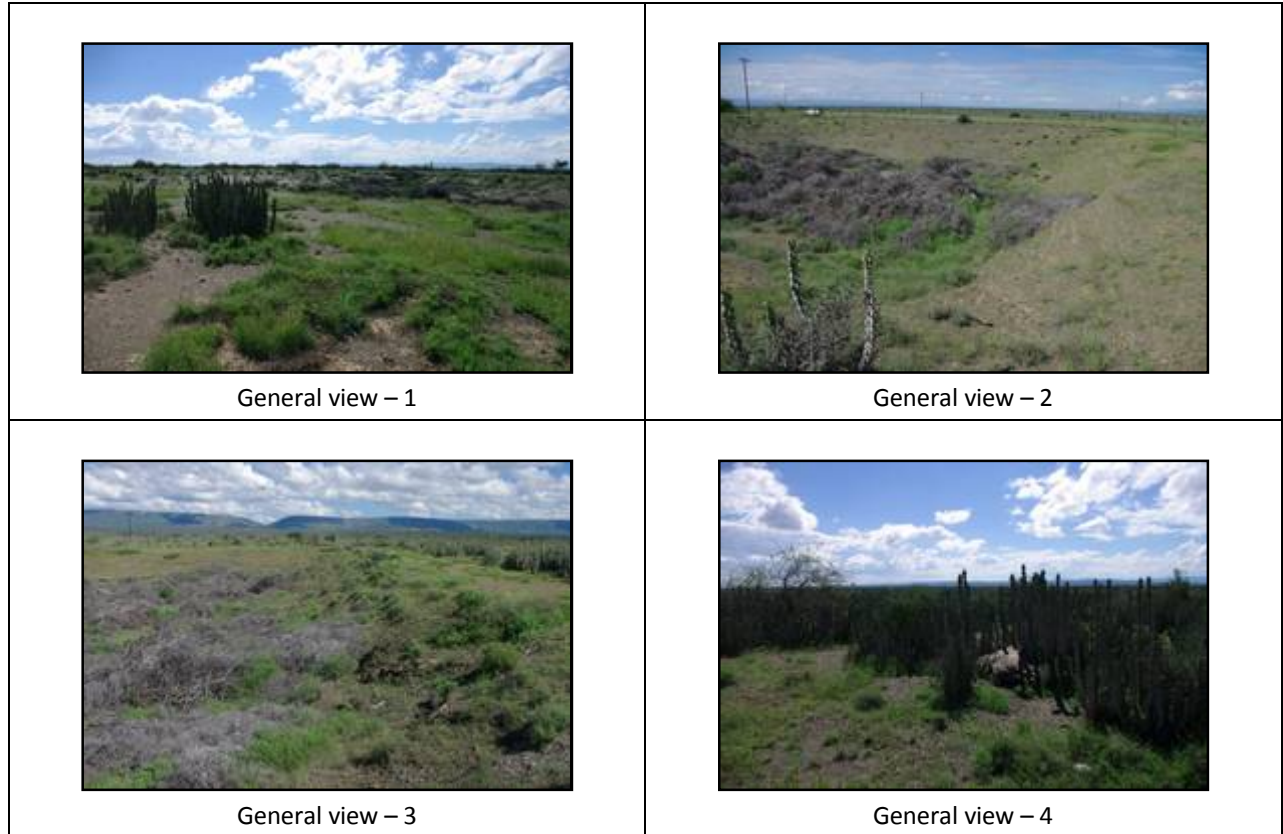 General view – 1
General view – 2
General view – 3
General view – 4